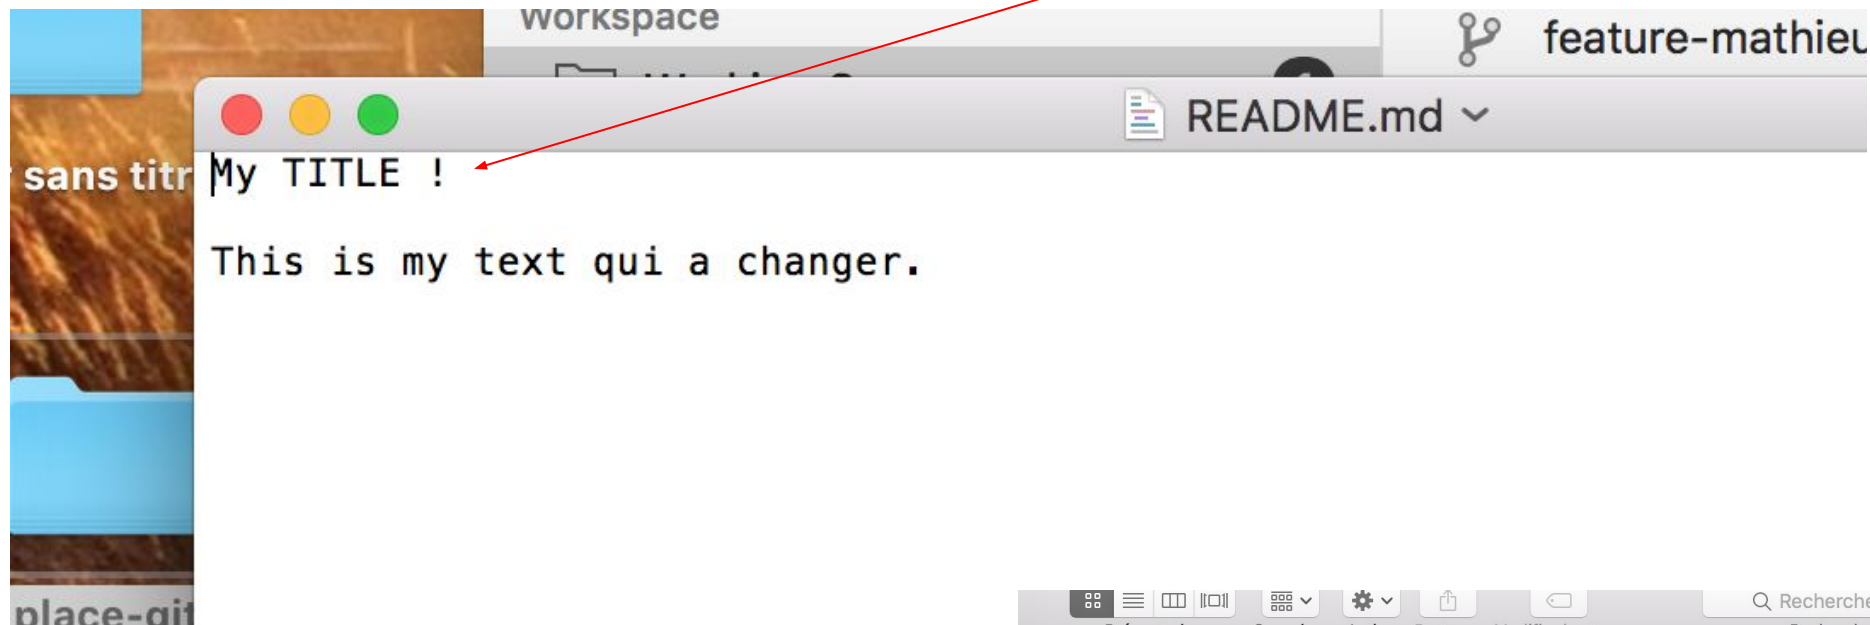 Workspace
feature-mathieu
README.md
sans titr
My TITLE !
This is my text qui a changer.
place-git
Recherche